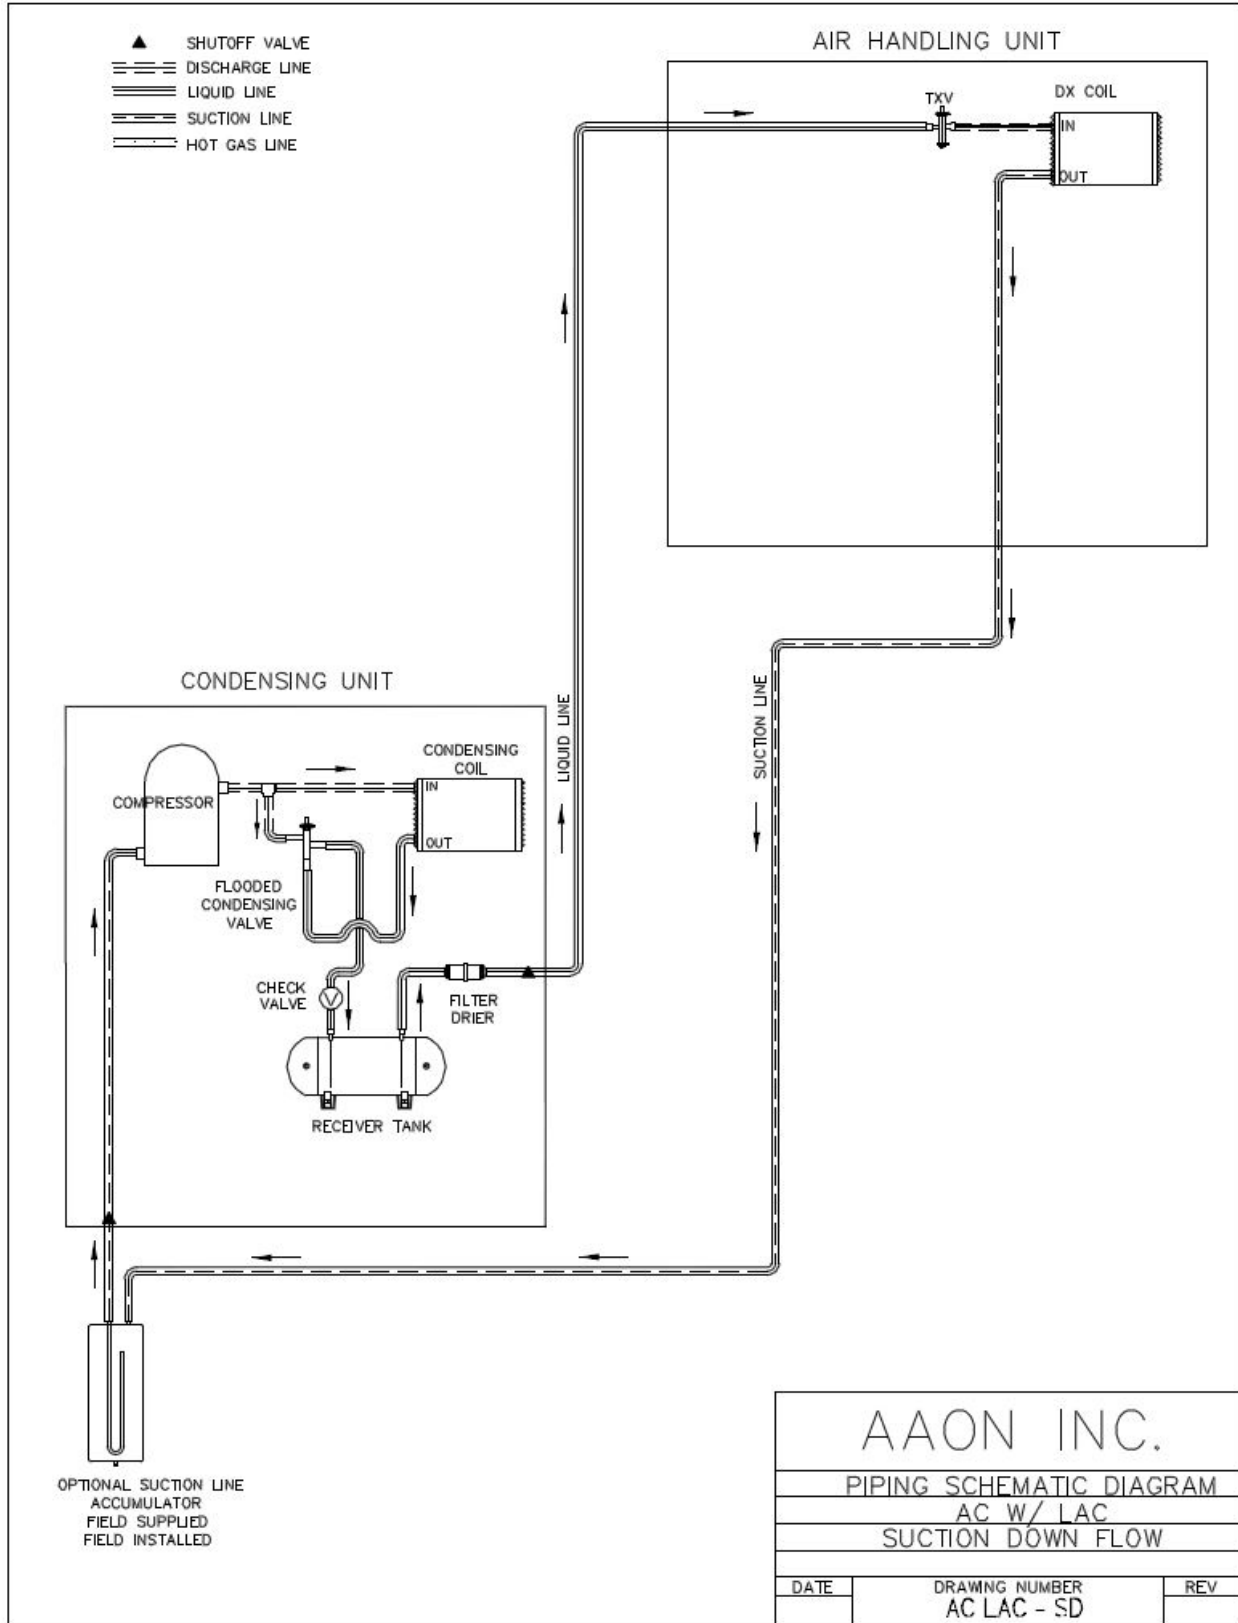 SHUTOFF VALVE
DISCHARGE LINE
LIQUID LINE
SUCTION LINE
HOT GAS LINE
AIR HANDLING UNIT
TXV
DX COIL
IN
OUT
LIQUID LINE
SUCTION LINE
CONDENSING UNIT
COMPRESSOR
CONDENSING
COIL
IN
OUT
FLOODED
CONDENSING
VALVE
CHECK
VALVE
V
FILTER
DRIER
RECEIVER TANK
OPTIONAL SUCTION LINE
ACCUMULATOR
FIELD SUPPLIED
FIELD INSTALLED
AAON INC.
PIPING SCHEMATIC DIAGRAM
AC W/ LAC
SUCTION DOWN FLOW
DATE
DRAWING NUMBER
REV
AC LAC - SD